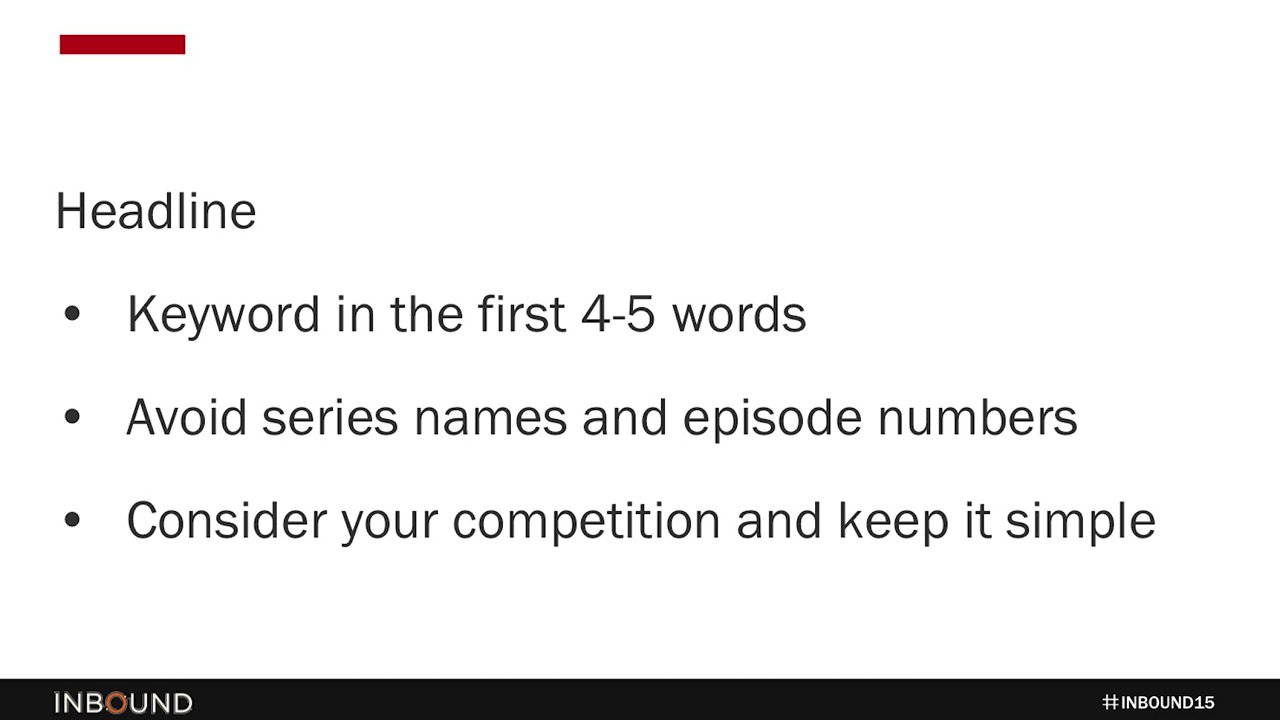 Headline
• Keyword in the first 4-5 words
• Avoid series names and episode numbers
• Consider your competition and keep it simple
INBOUND
#INBOUND15